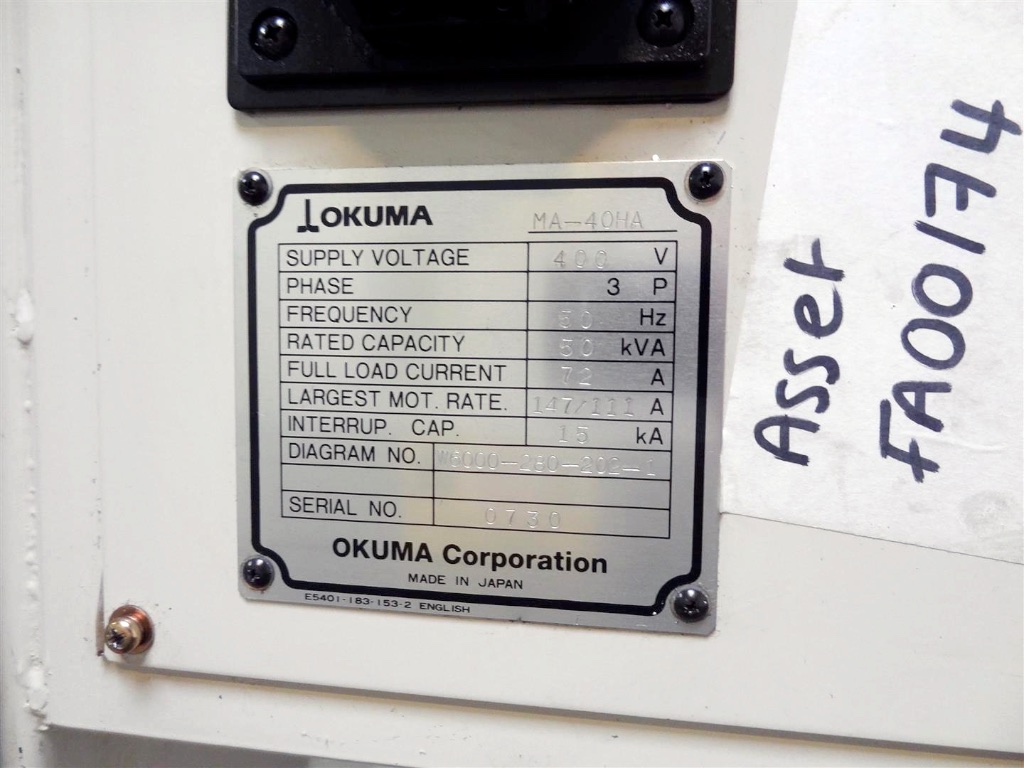 OKUMA MA-40HA
SUPPLY VOLTAGE 400 V
PHASE 3 P
FREQUENCY 50 Hz
RATED CAPACITY 50 kVA
FULL LOAD CURRENT 72 A
LARGEST MOT. RATE. 147/111 A
INTERRUP. CAP. 15 kA
DIAGRAM NO. W6000-280-202-1
SERIAL NO. 0730
OKUMA Corporation
MADE IN JAPAN
E5401-183-153-2 ENGLISH
Asset
FA00174